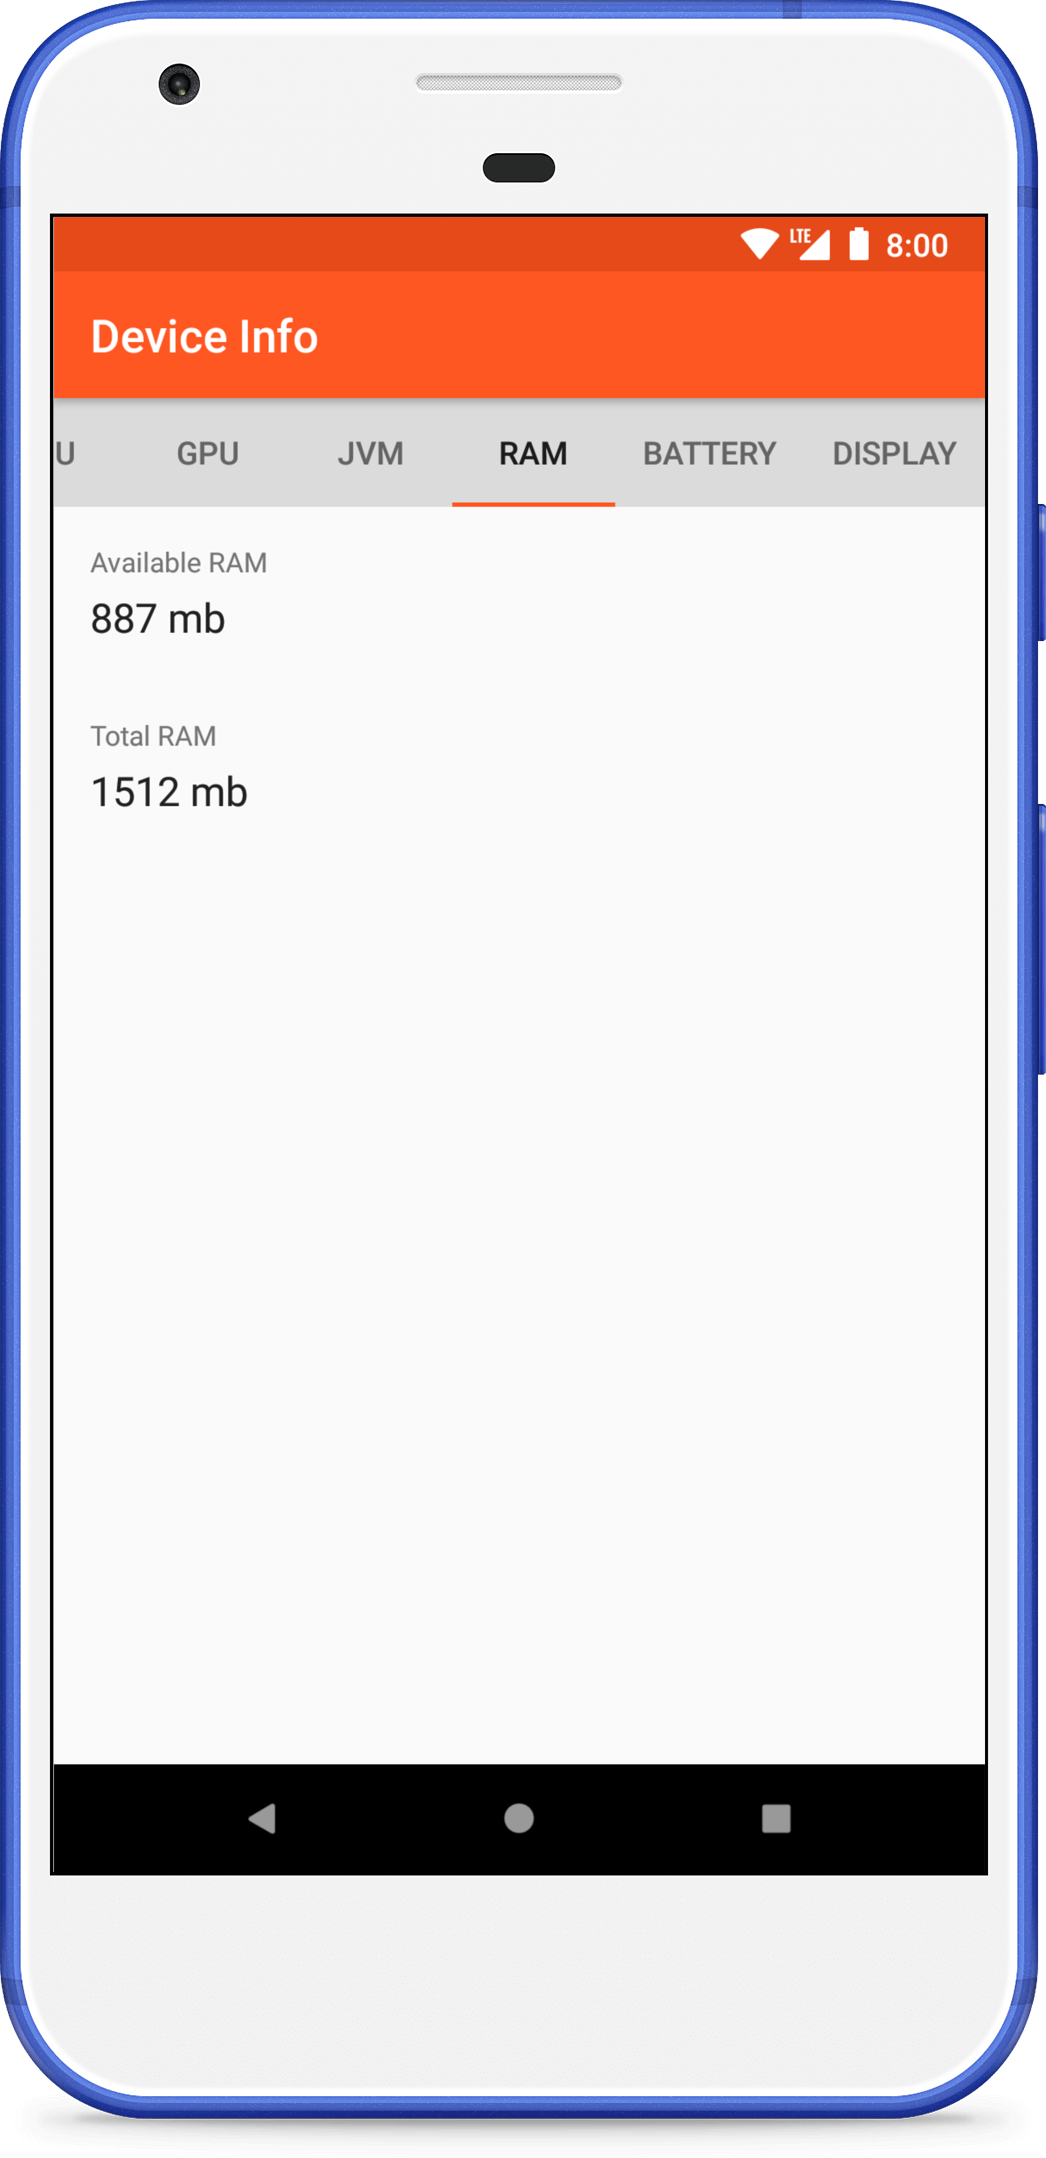 LTE 8:00
Device Info
U GPU JVM RAM BATTERY DISPLAY
Available RAM
887 mb
Total RAM
1512 mb